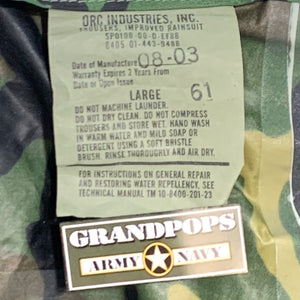 ORC INDUSTRIES, INC.
TROUSERS, IMPROVED RAINSUIT
SPO100-00-D-EF08
8405-01-443-9468
Date of Manufacture 08-03
Warranty Expires 2 Years From
Date or Open Issue
LARGE 61
DO NOT MACHINE LAUNDER.
DO NOT DRY CLEAN. DO NOT COMPRESS
TROUSERS AND STORE WET. HAND WASH
IN WARM WATER AND MILD SOAP OR
DETERGENT USING A SOFT BRISTLE
BRUSH. RINSE THOROUGHLY AND AIR DRY.
FOR INSTRUCTIONS ON GENERAL REPAIR
AND RESTORING WATER REPELLENCY, SEE
TECHNICAL MANUAL TM 10-8400-201-23
GRANDPOPS
ARMY NAVY